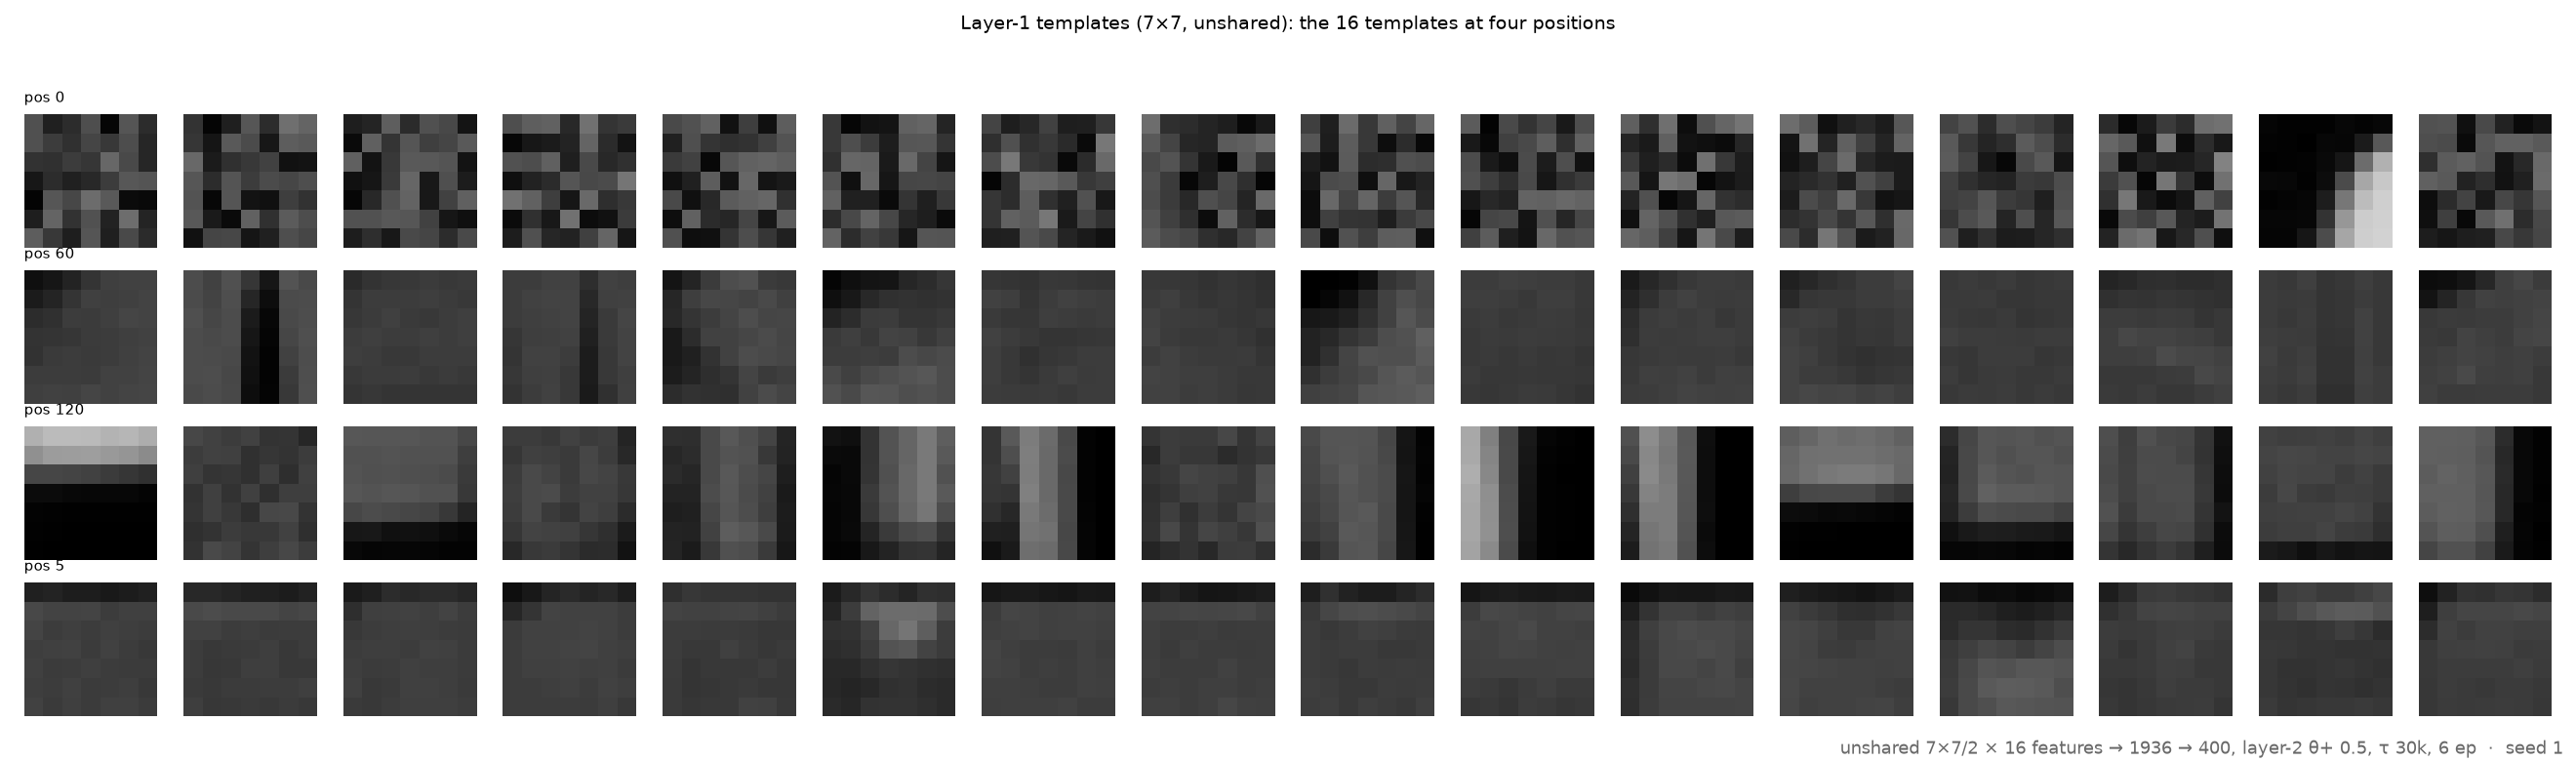 Layer-1 templates (7×7, unshared): the 16 templates at four positions
pos 0
pos 60
pos 120
pos 5
unshared 7×7/2 × 16 features → 1936 → 400, layer-2 θ+ 0.5, τ 30k, 6 ep · seed 1